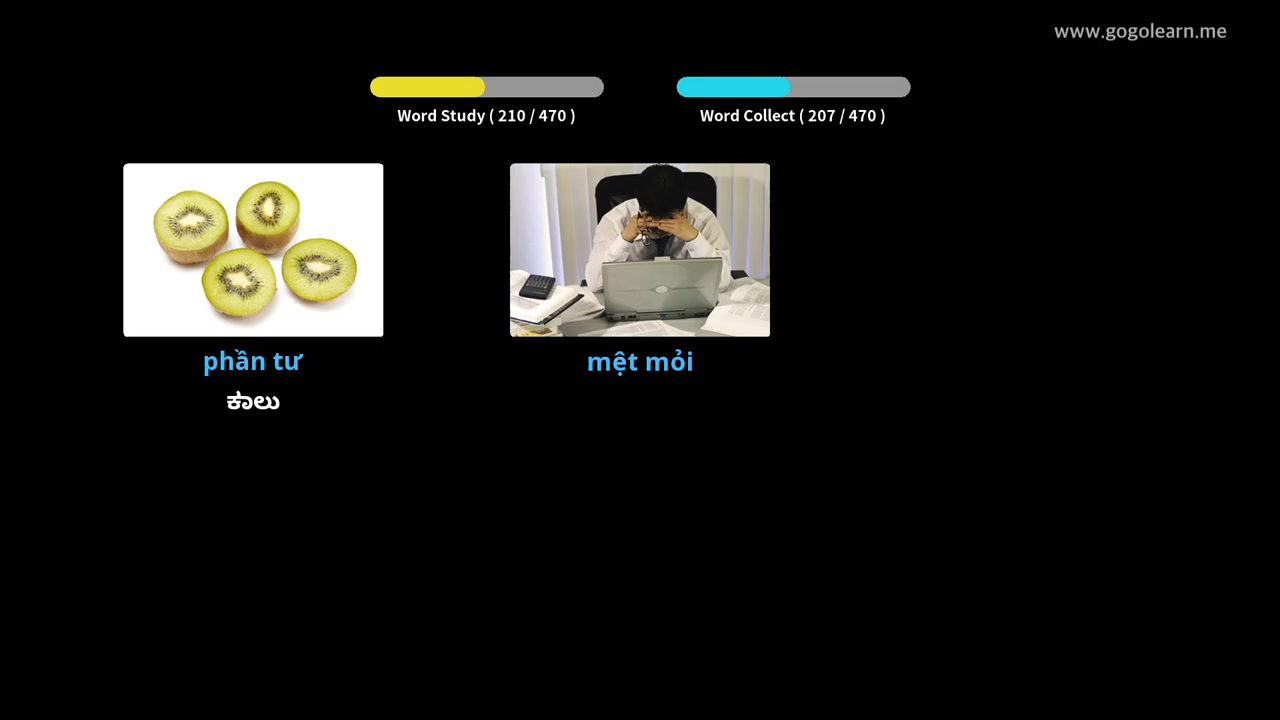 www.gogolearn.me
Word Study ( 210 / 470 )
Word Collect ( 207 / 470 )
phần tư
mệt mỏi
ಕಾಲು